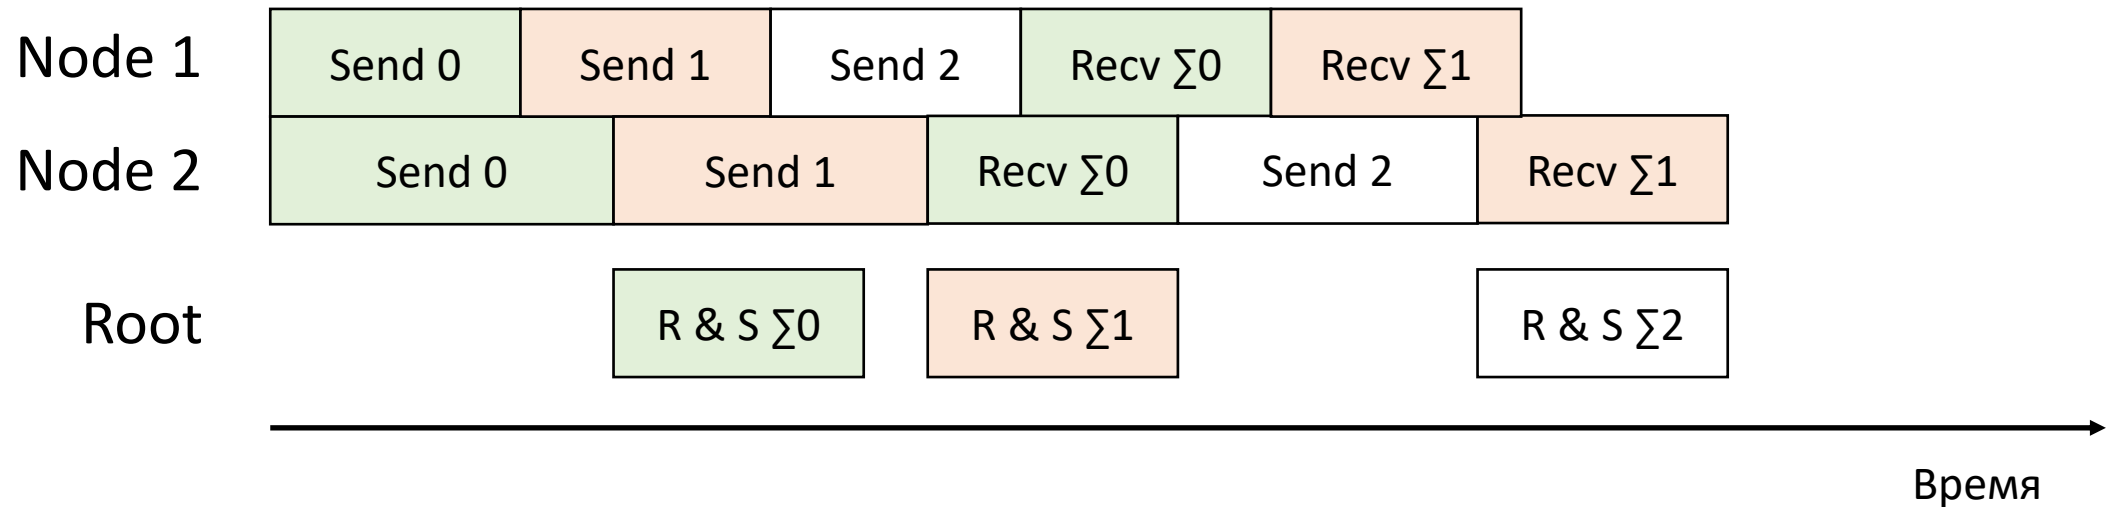 Node 1 Send 0 Send 1 Send 2 Recv ∑0 Recv ∑1
Node 2 Send 0 Send 1 Recv ∑0 Send 2 Recv ∑1
Root R & S ∑0 R & S ∑1 R & S ∑2
Время